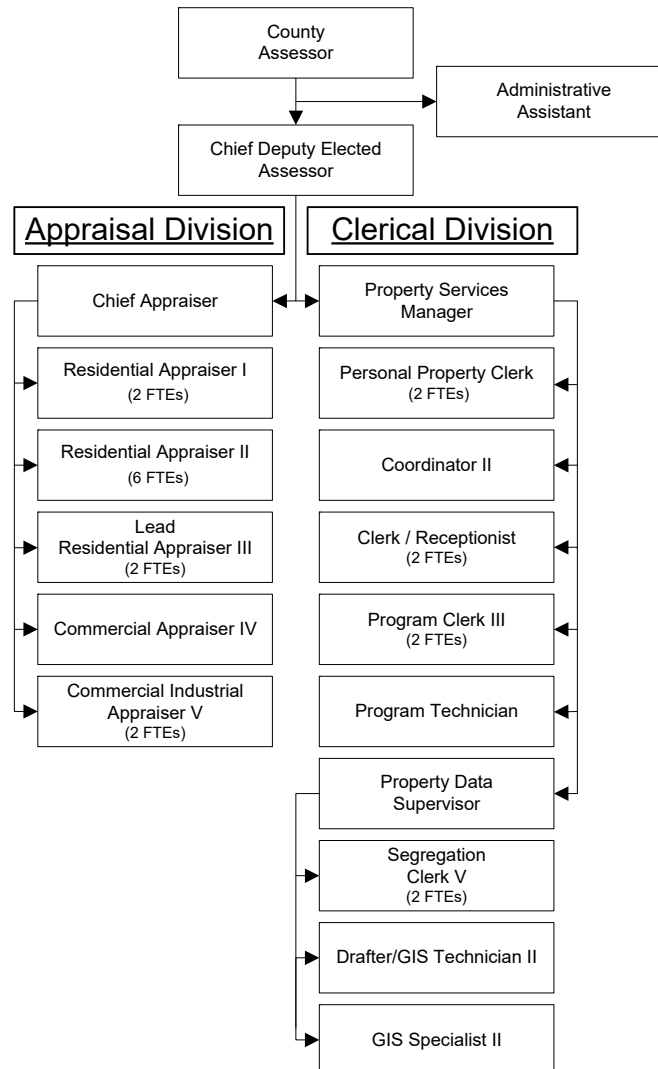 County
Assessor
Administrative
Assistant
Chief Deputy Elected
Assessor
Appraisal Division
Clerical Division
Chief Appraiser
Residential Appraiser I
(2 FTEs)
Residential Appraiser II
(6 FTEs)
Lead
Residential Appraiser III
(2 FTEs)
Commercial Appraiser IV
Commercial Industrial
Appraiser V
(2 FTEs)
Property Services
Manager
Personal Property Clerk
(2 FTEs)
Coordinator II
Clerk / Receptionist
(2 FTEs)
Program Clerk III
(2 FTEs)
Program Technician
Property Data
Supervisor
Segregation
Clerk V
(2 FTEs)
Drafter/GIS Technician II
GIS Specialist II